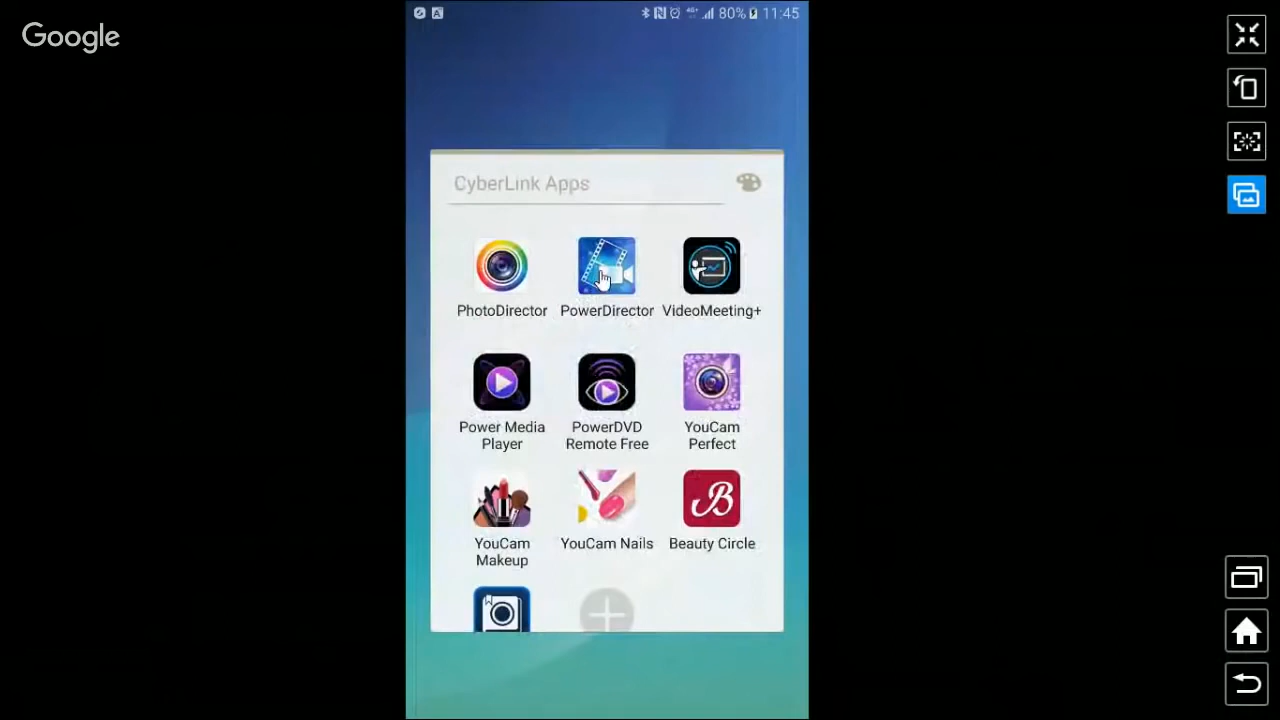 80% 11:45
Google
CyberLink Apps
PhotoDirector PowerDirector VideoMeeting+
Power Media PowerDVD YouCam
Player Remote Free Perfect
B
YouCam YouCam Nails Beauty Circle
Makeup